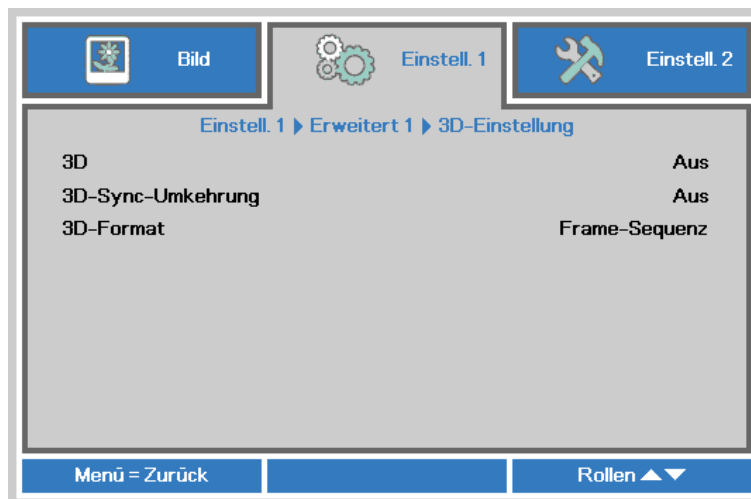 Bild
Einstell. 1
Einstell. 2
Einstell. 1 ▶ Erweitert 1 ▶ 3D-Einstellung
3D Aus
3D-Sync-Umkehrung Aus
3D-Format Frame-Sequenz
Menü = Zurück
Rollen ▲▼